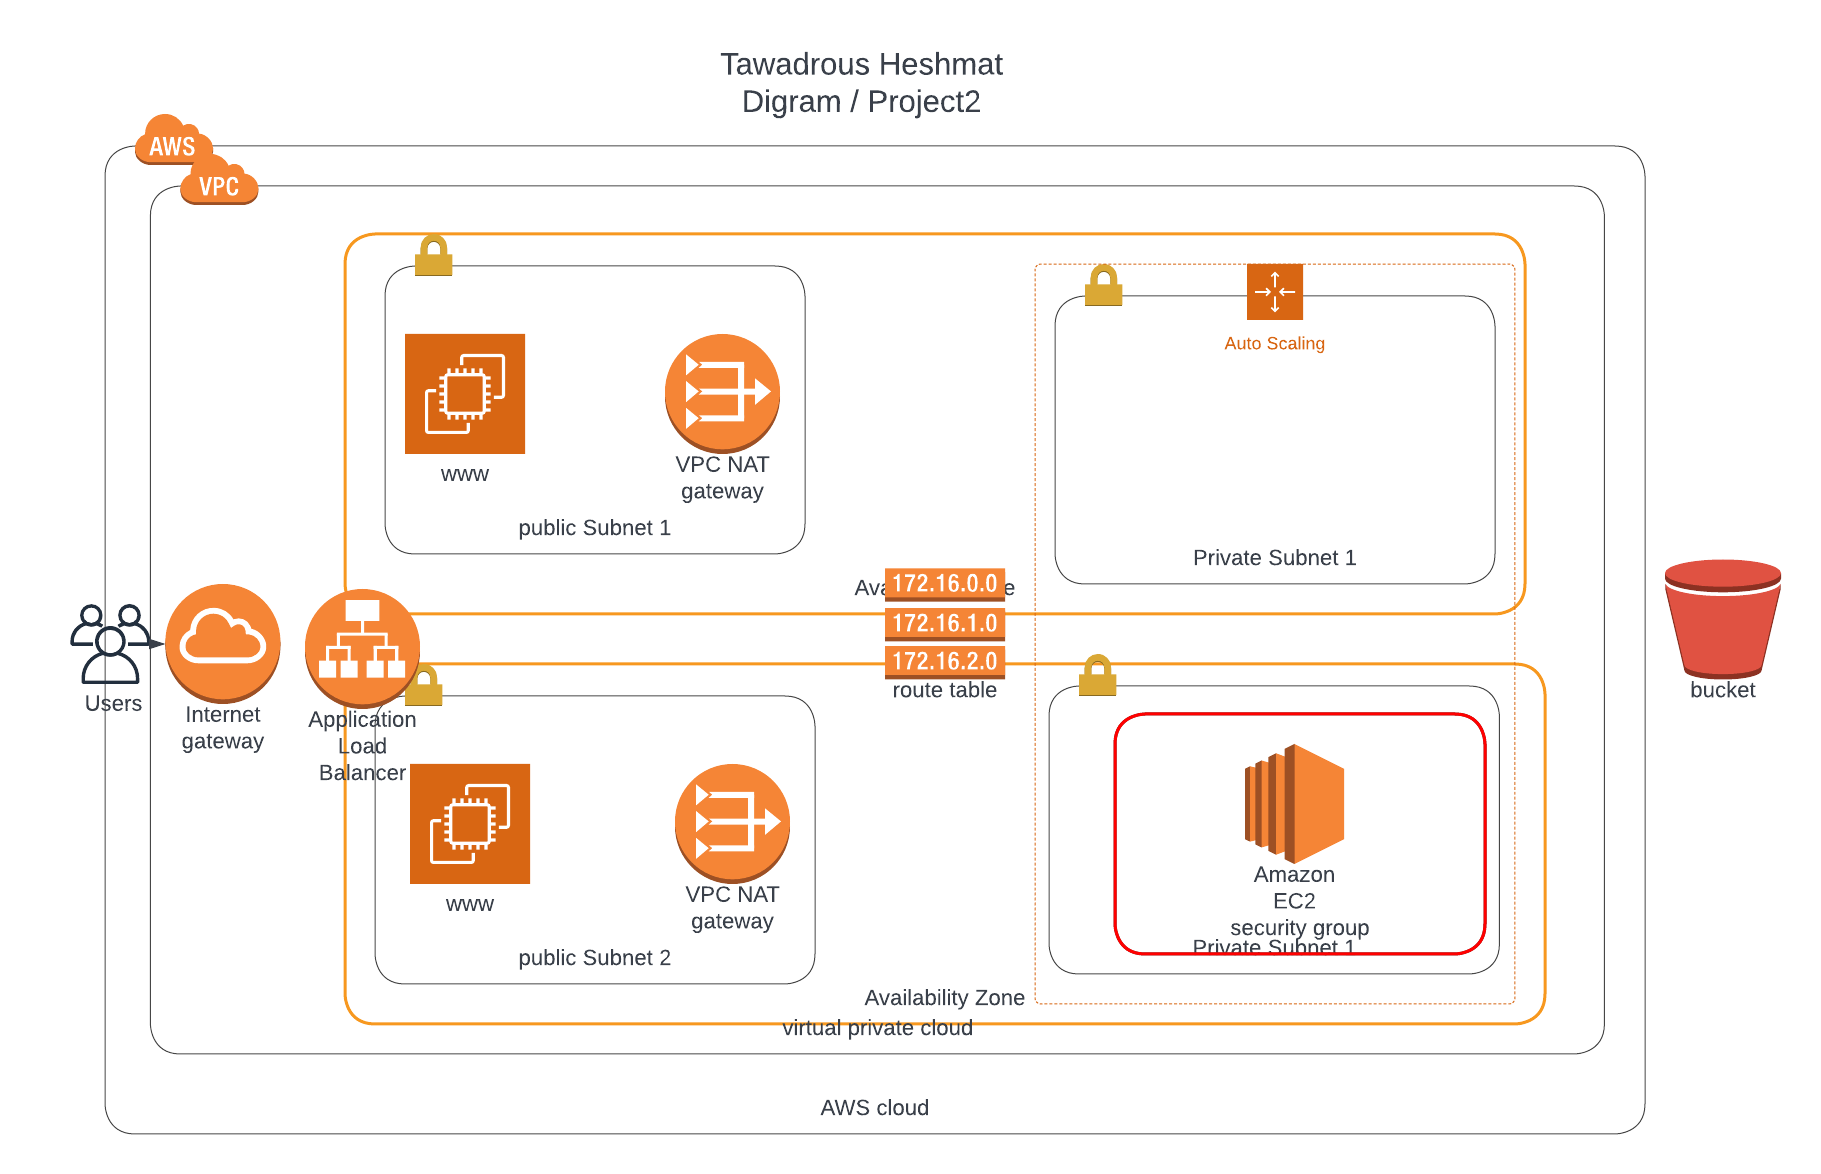 Tawadrous Heshmat
Digram / Project2
AWS
VPC
Auto Scaling
www
VPC NAT
gateway
public Subnet 1
Private Subnet 1
172.16.0.0
172.16.1.0
172.16.2.0
route table
Users
Internet
gateway
Application
Load
Balancer
bucket
www
VPC NAT
gateway
public Subnet 2
Amazon
EC2
security group
Private Subnet 1
Availability Zone
virtual private cloud
AWS cloud